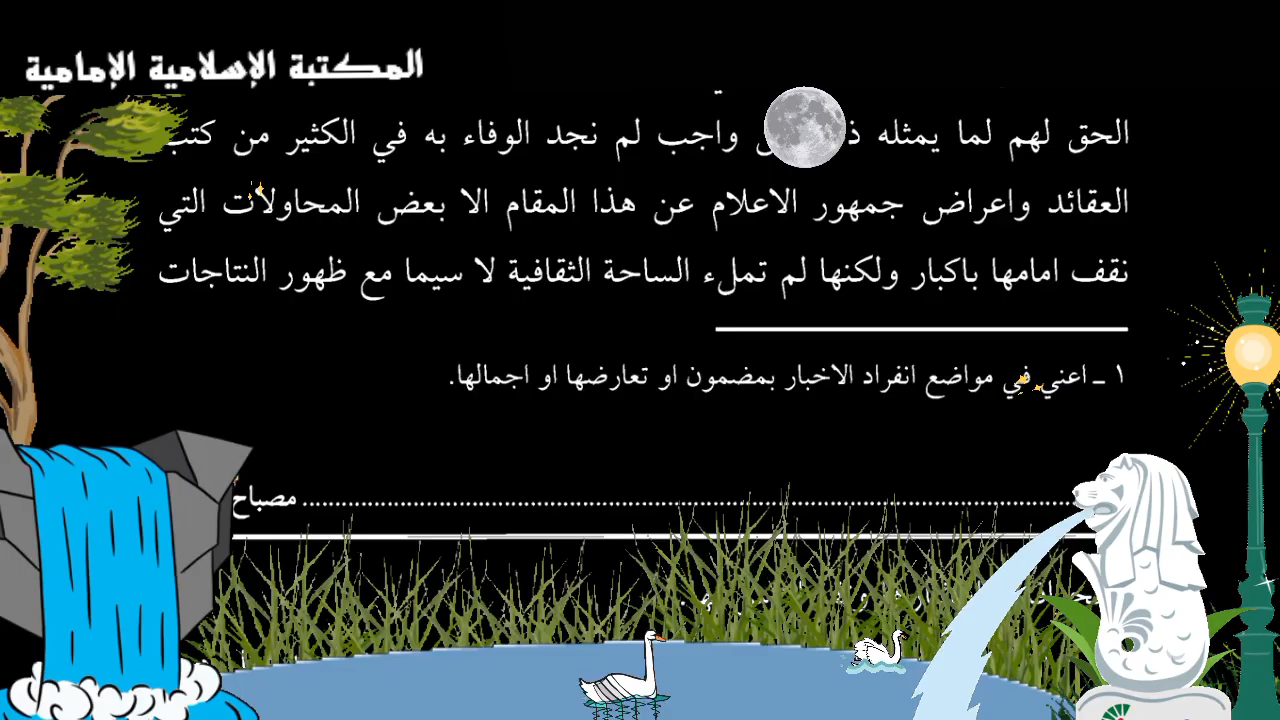 المكتبة الإسلامية الإمامية
الحق لهم لما يمثله واجب لم نجد الوفاء به في الكثير من كتب
العقائد واعراض جمهور الاعلام عن هذا المقام الا بعض المحاولات التي
نقف امامها باكبار ولكنها لم تملء الساحة الثقافية لا سيما مع ظهور النتاجات
١ ــ اعني في مواضع انفراد الاخبار بمضمون او تعارضها او اجمالها.
مصباح